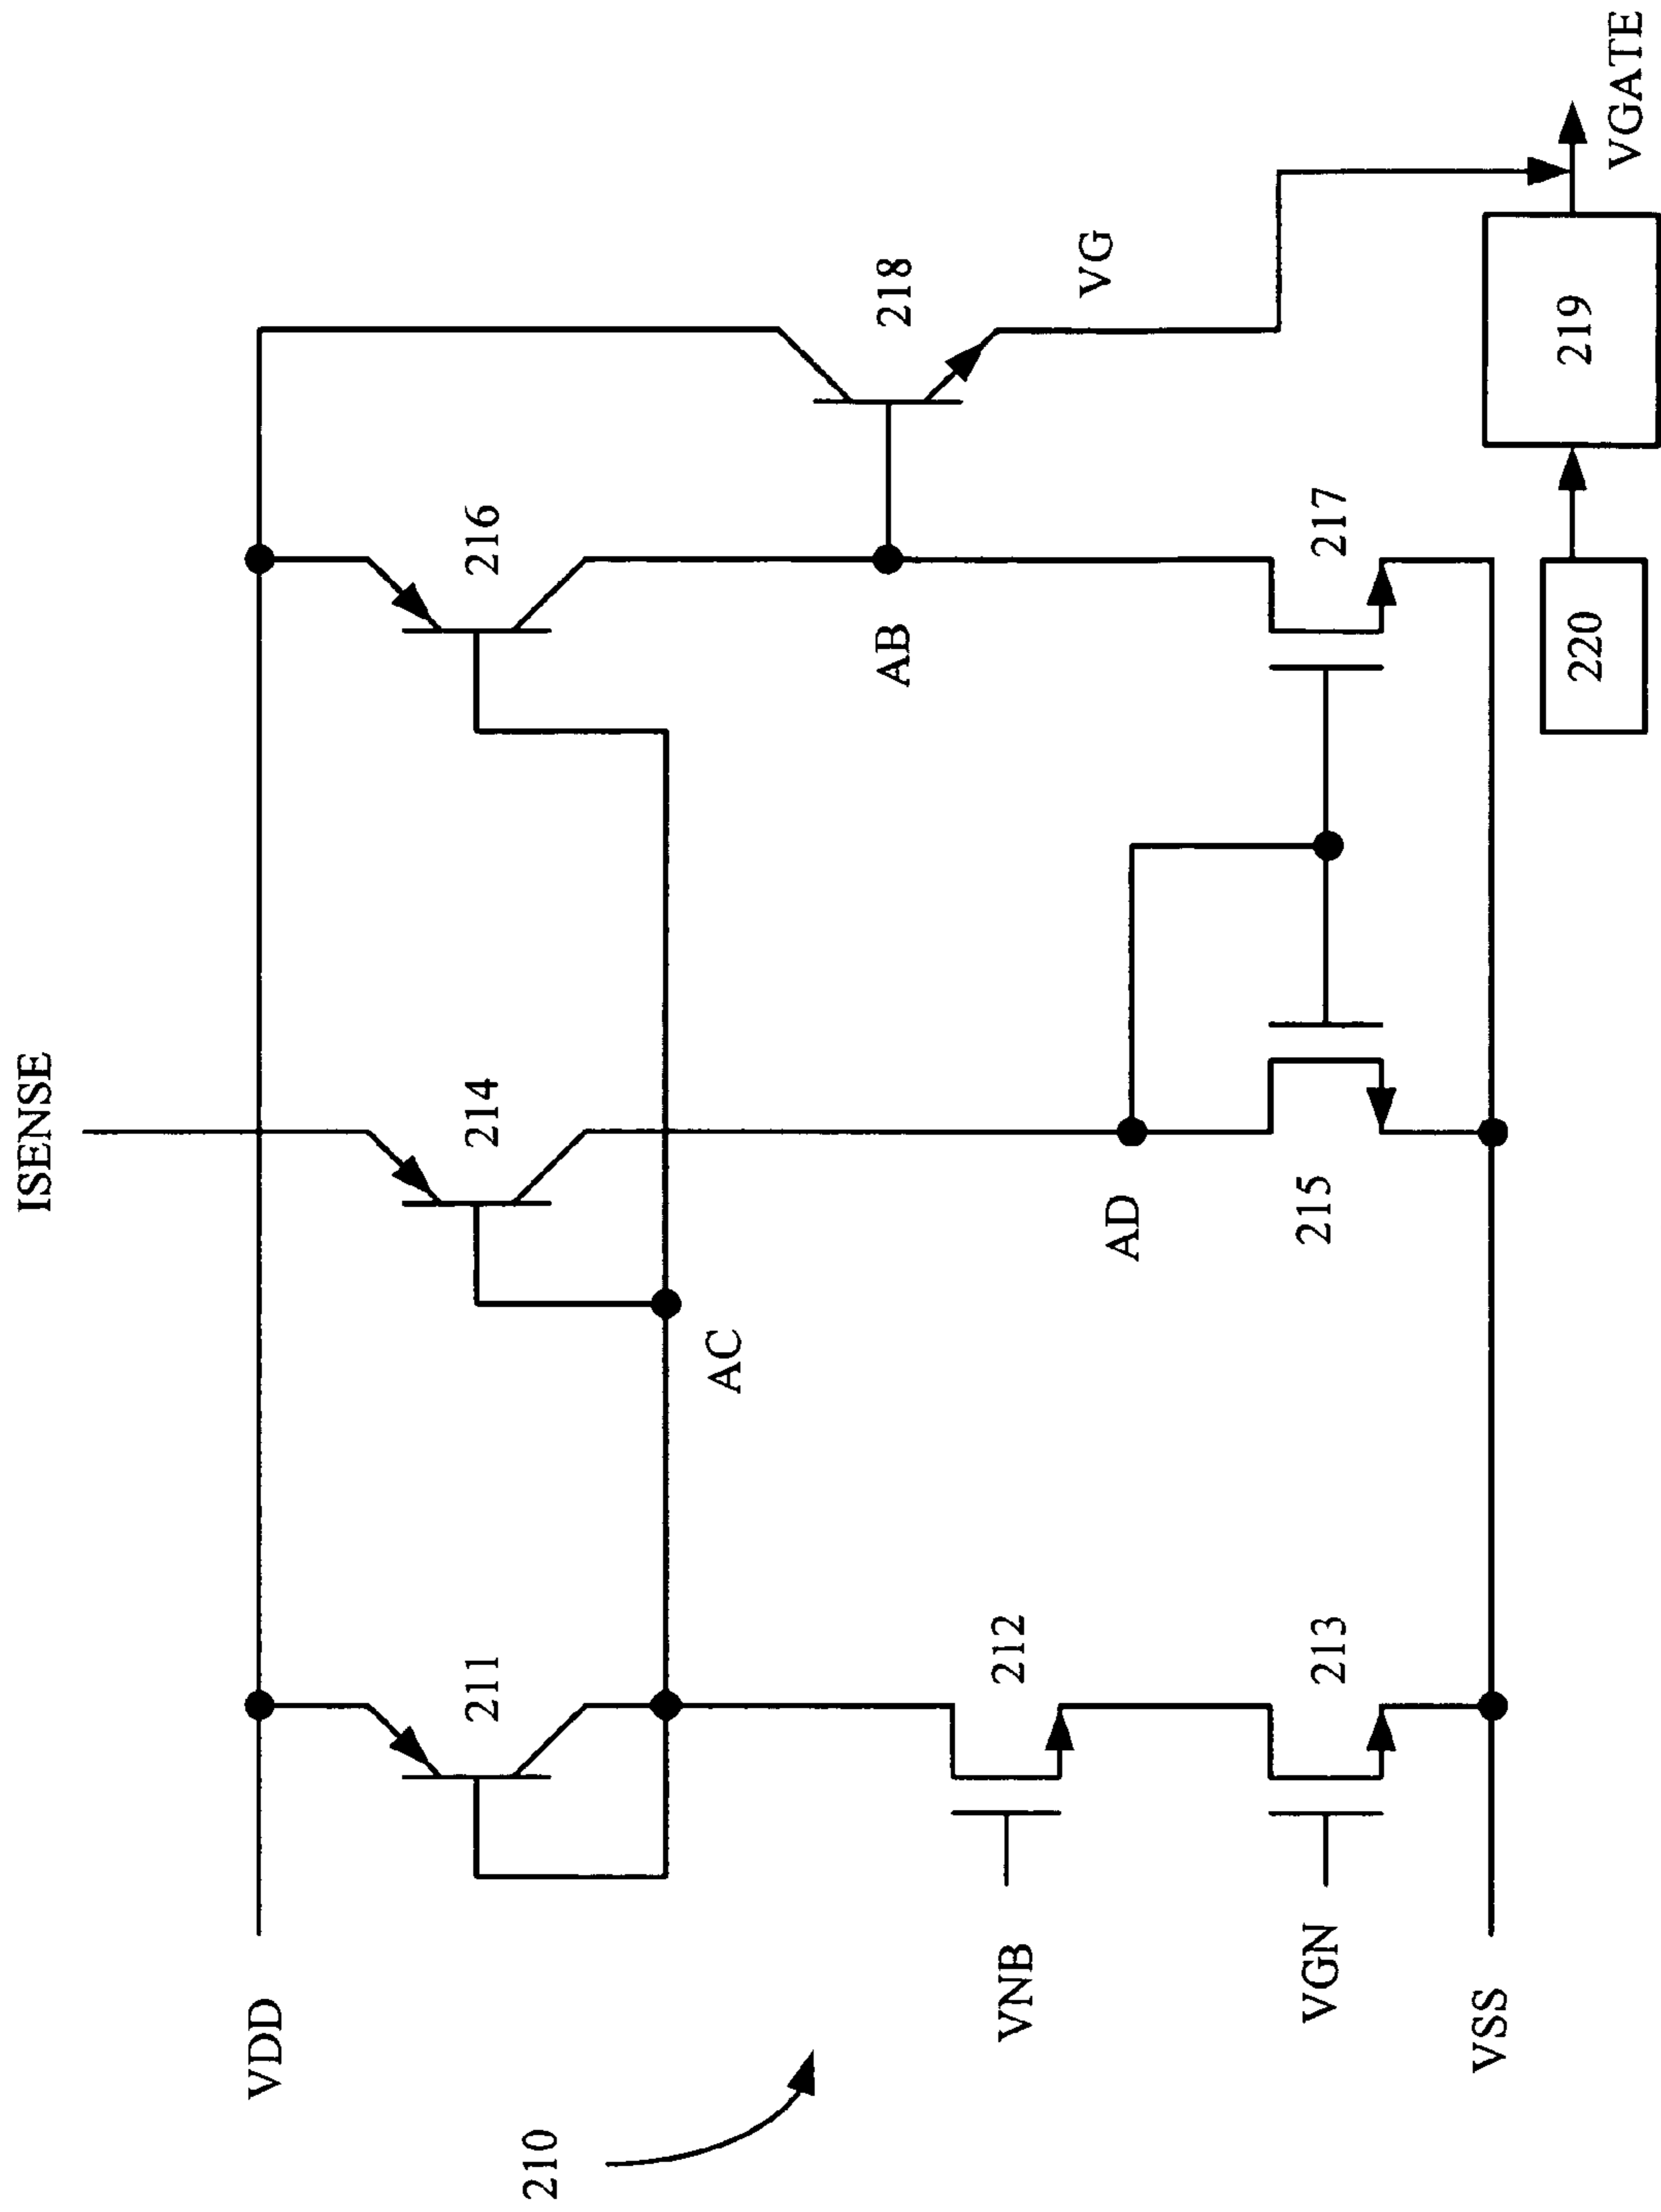 ISENSE
VDD
211
214
216
218
AC
AB
AD
VG
VNB
212
VGN
213
215
217
VSS
210
220
219
VGATE